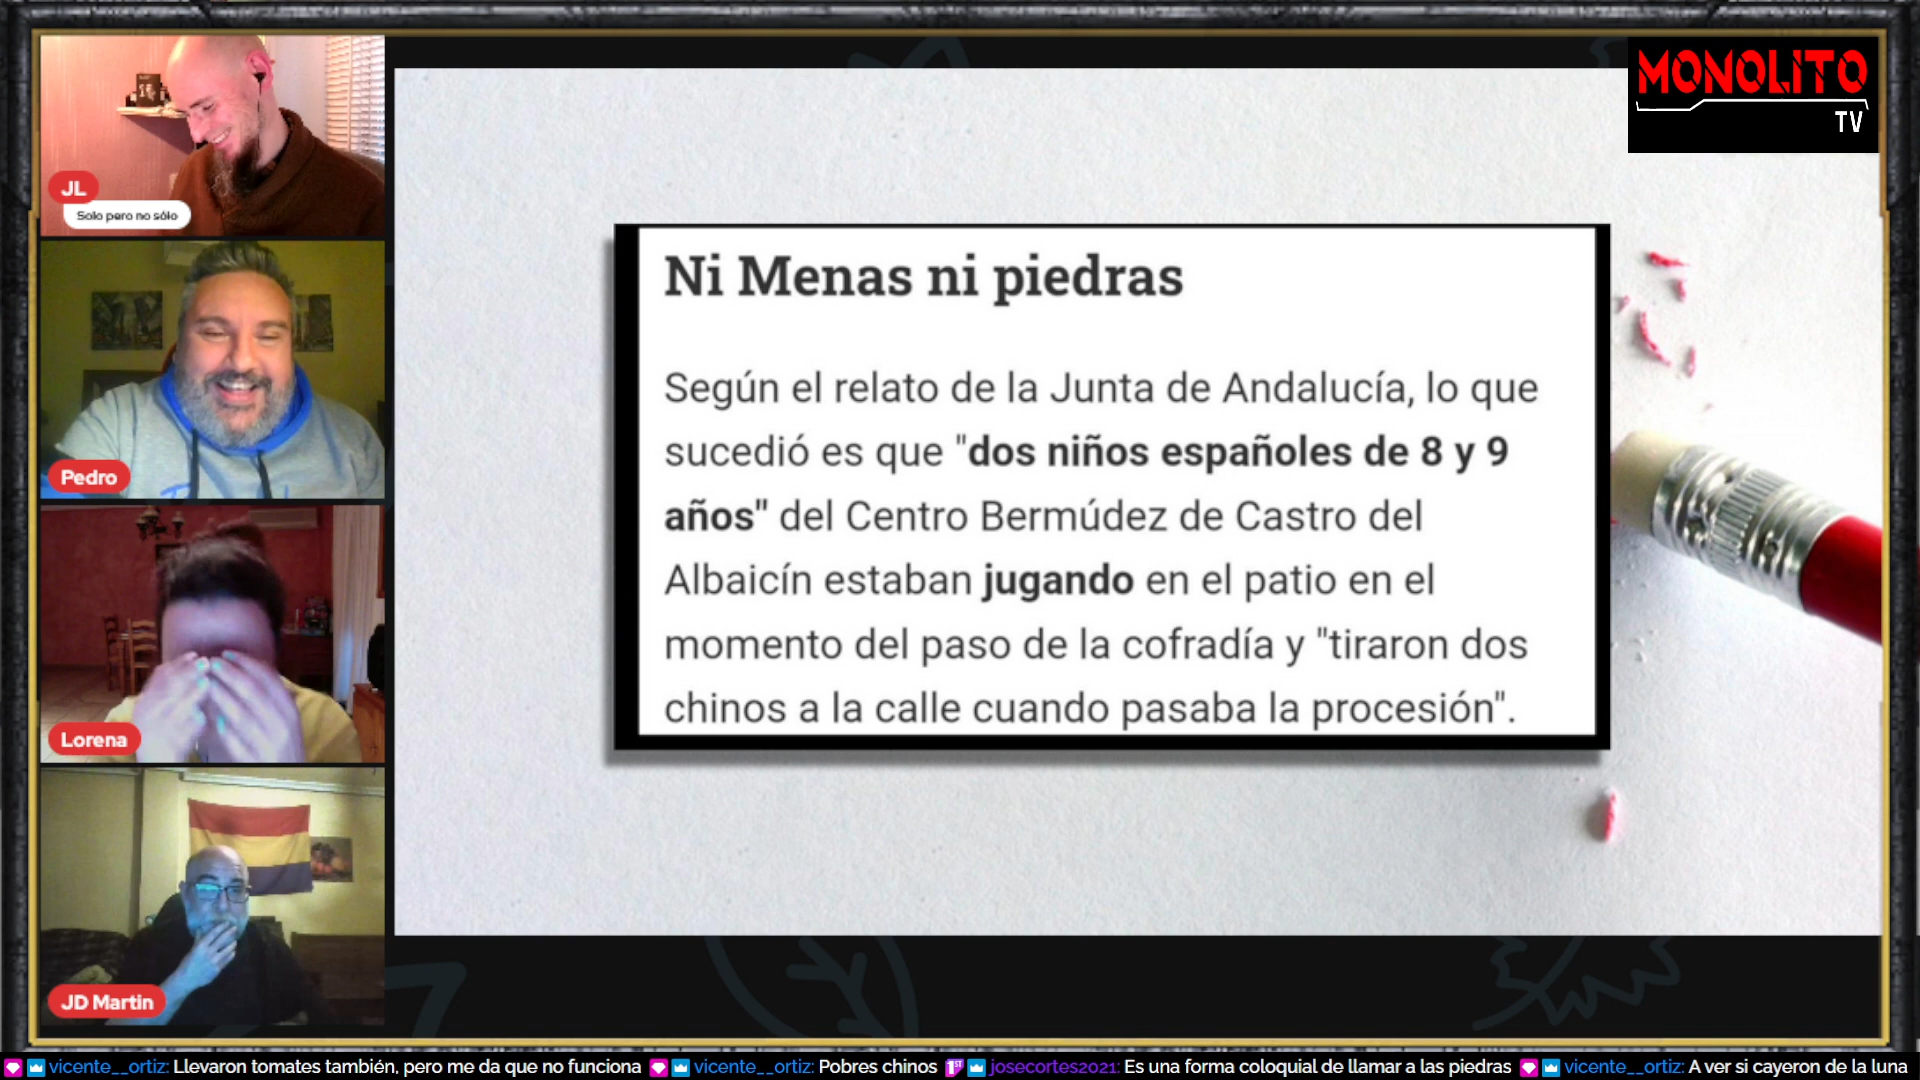 MONOLITO
TV
JL
Solo pero no sólo
Pedro
Lorena
JD Martin
Ni Menas ni piedras
Según el relato de la Junta de Andalucía, lo que
sucedió es que "dos niños españoles de 8 y 9
años" del Centro Bermúdez de Castro del
Albaicín estaban jugando en el patio en el
momento del paso de la cofradía y "tiraron dos
chinos a la calle cuando pasaba la procesión".
vicente__ortiz: Llevaron tomates también, pero me da que no funciona vicente__ortiz: Pobres chinos 1ST josecortes2021: Es una forma coloquial de llamar a las piedras vicente__ortiz: A ver si cayeron de la luna